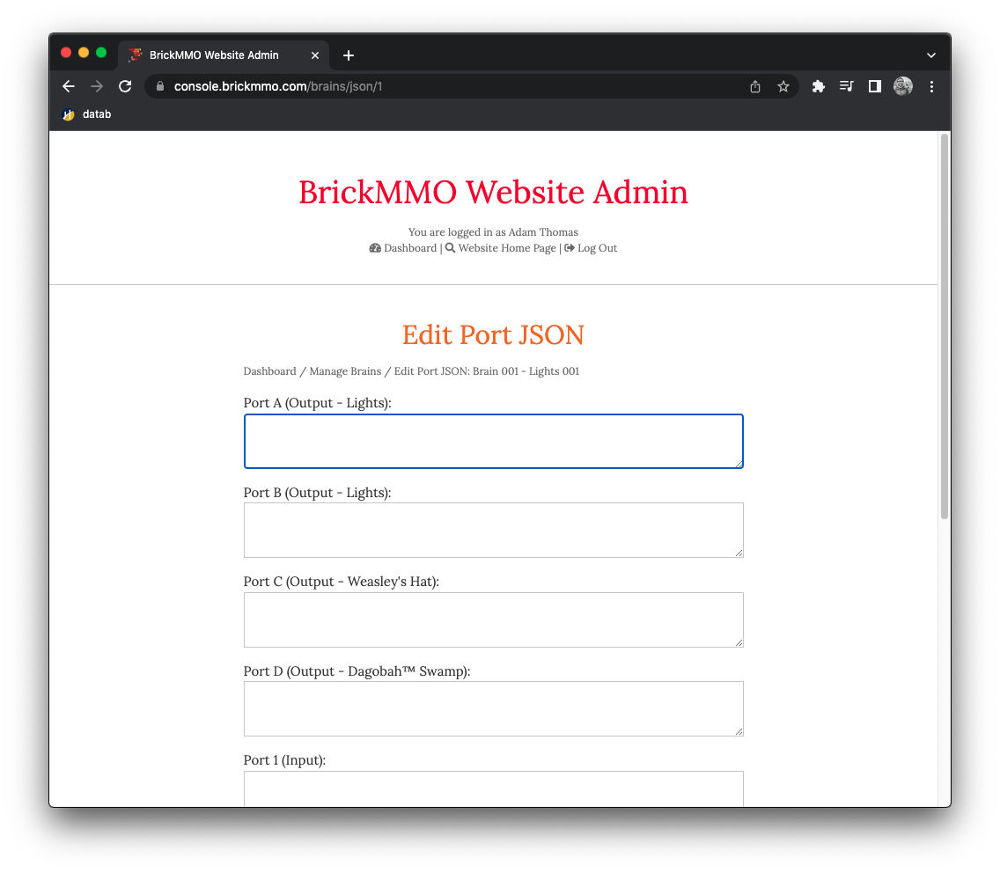 BrickMMO Website Admin
console.brickmmo.com/brains/json/1
datab
BrickMMO Website Admin
You are logged in as Adam Thomas
Dashboard | Website Home Page | Log Out
Edit Port JSON
Dashboard / Manage Brains / Edit Port JSON: Brain 001 - Lights 001
Port A (Output - Lights):
Port B (Output - Lights):
Port C (Output - Weasley's Hat):
Port D (Output - Dagobah™ Swamp):
Port 1 (Input):